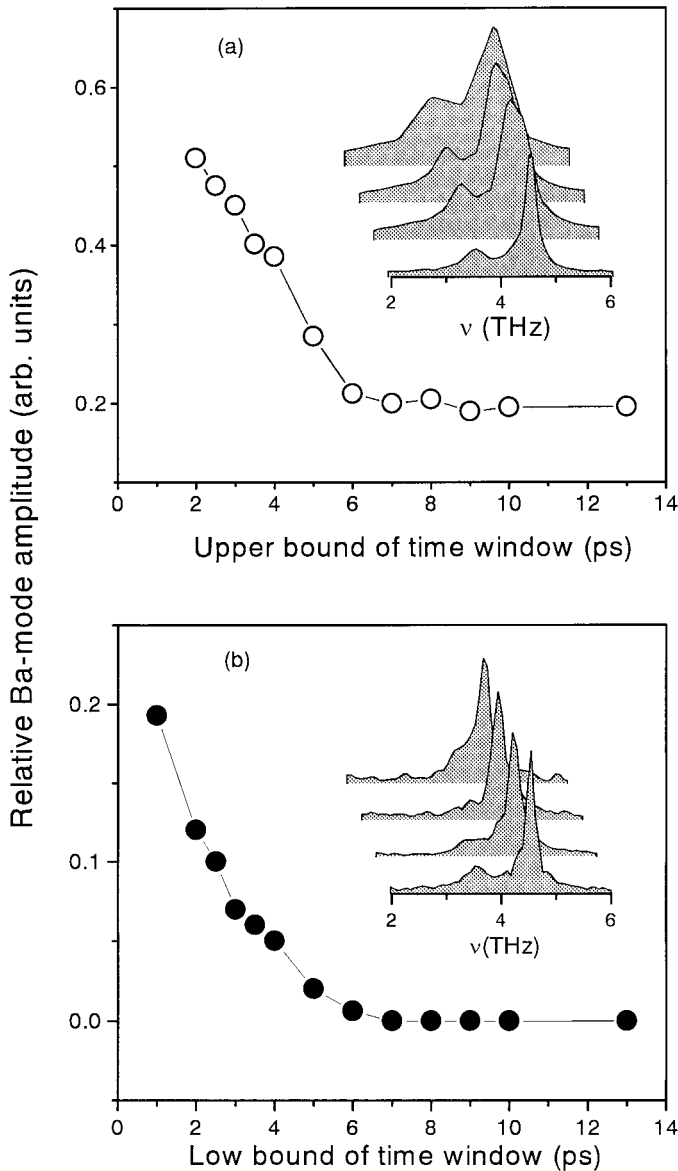 Relative Ba-mode amplitude (arb. units)
(a)
0.6
0.4
0.2
2 4 6
ν (THz)
0 2 4 6 8 10 12 14
Upper bound of time window (ps)
(b)
0.2
0.1
0.0
2 4 6
ν(THz)
0 2 4 6 8 10 12 14
Low bound of time window (ps)